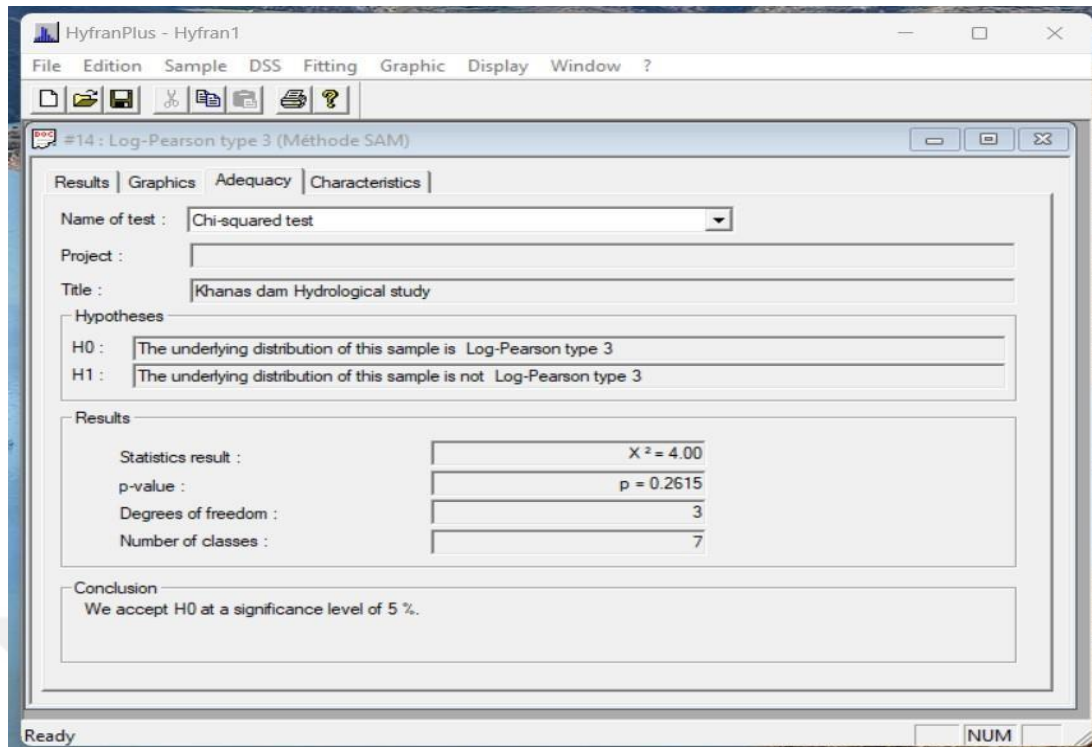 HyfranPlus - Hyfran1
File Edition Sample DSS Fitting Graphic Display Window ?
DOC #14 : Log-Pearson type 3 (Méthode SAM)
Results Graphics Adequacy Characteristics
Name of test : Chi-squared test
Project :
Title : Khanas dam Hydrological study
Hypotheses
H0 : The underlying distribution of this sample is Log-Pearson type 3
H1 : The underlying distribution of this sample is not Log-Pearson type 3
Results
Statistics result : X ² = 4.00
p-value : p = 0.2615
Degrees of freedom : 3
Number of classes : 7
Conclusion
We accept H0 at a significance level of 5 %.
Ready NUM